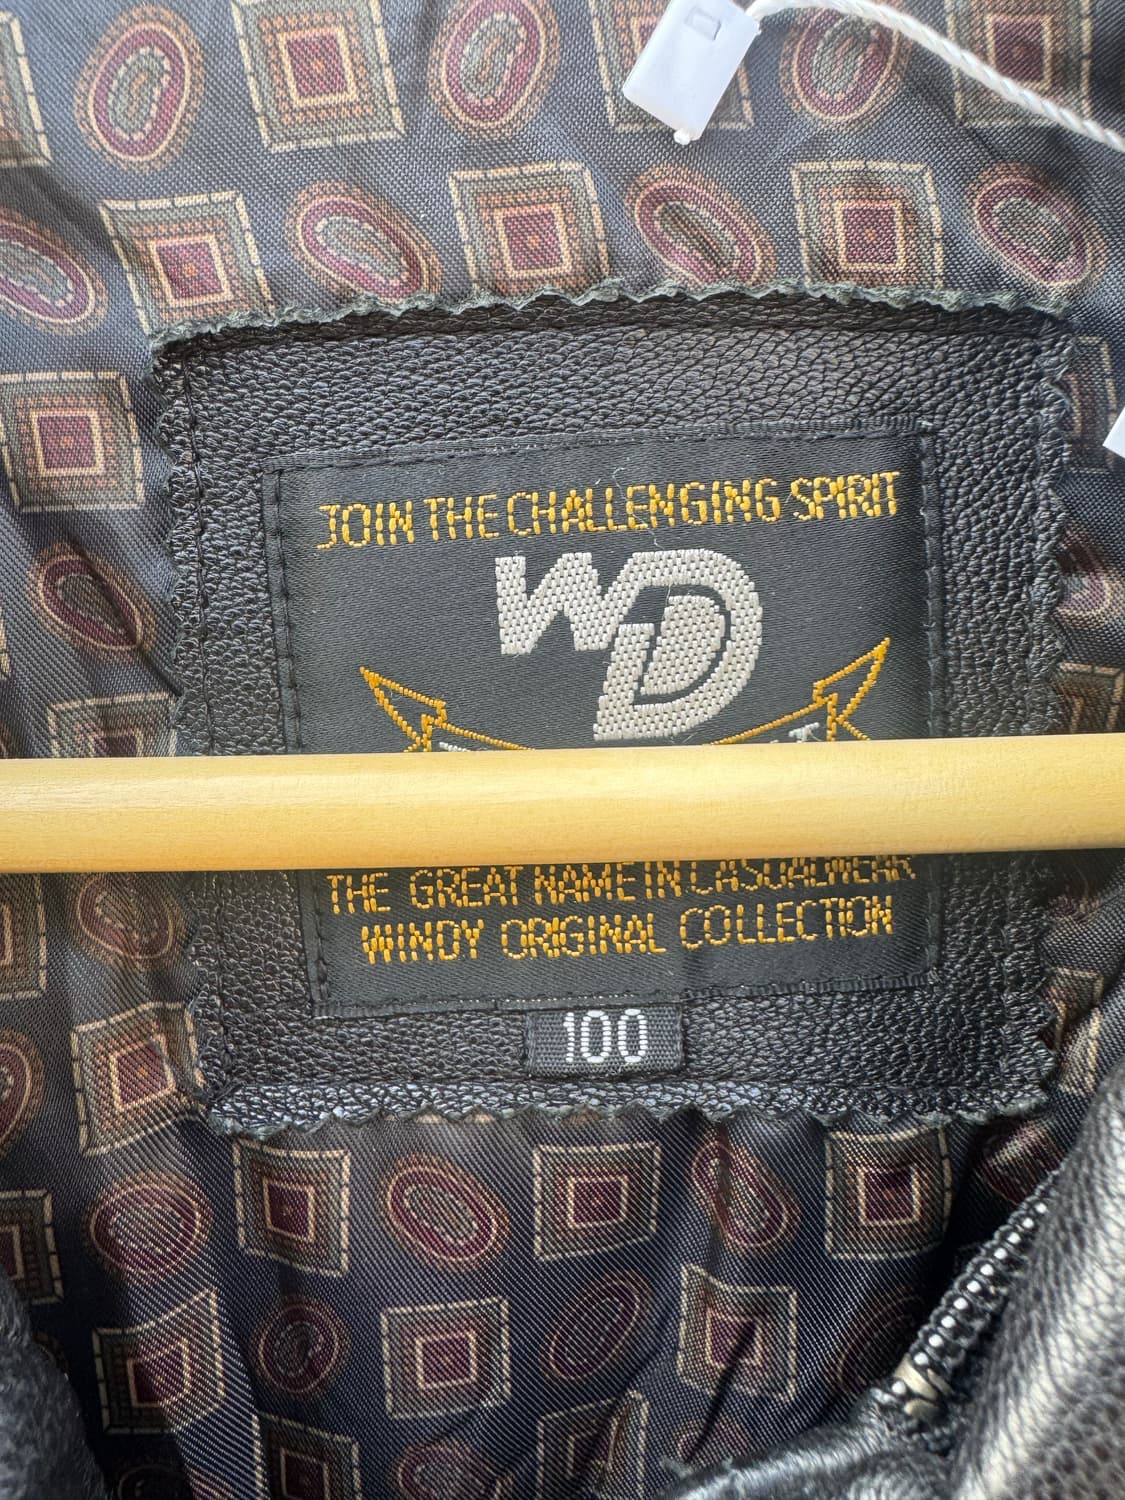 JOIN THE CHALLENGING SPIRIT
WD
THE GREAT NAME IN CASUALWEAR
WINDY ORIGINAL COLLECTION
100